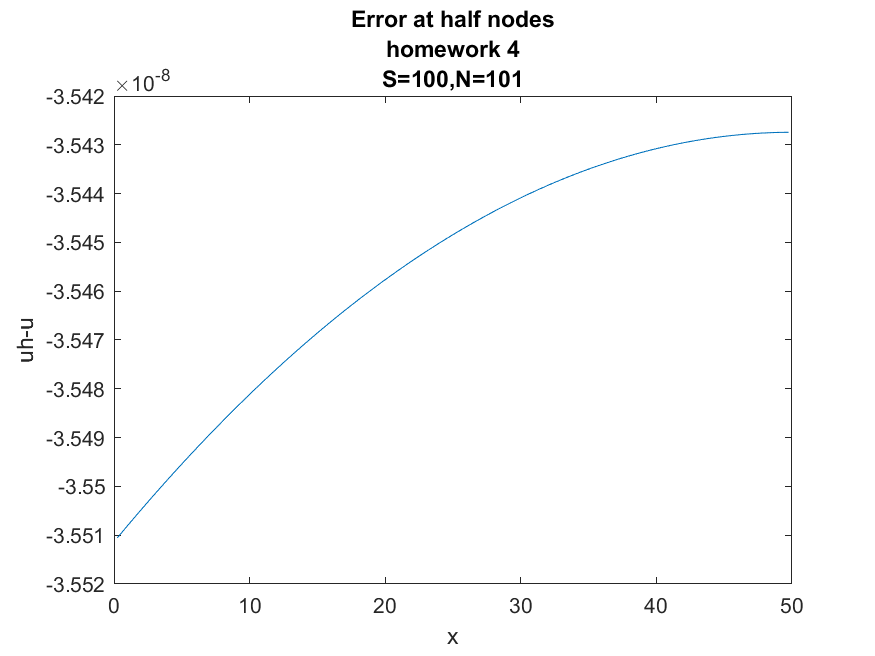 Error at half nodes
homework 4
S=100,N=101
×10-8
-3.542
-3.543
-3.544
-3.545
-3.546
-3.547
-3.548
-3.549
-3.55
-3.551
-3.552
uh-u
0 10 20 30 40 50
x